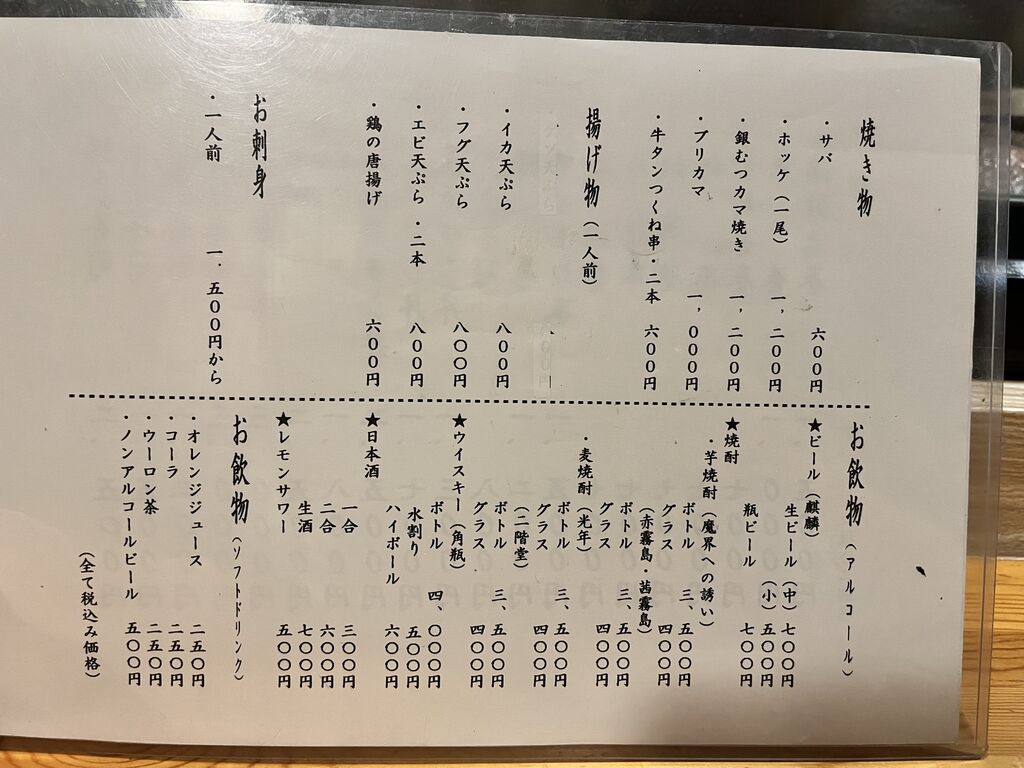 焼き物
・サバ 六〇〇円
・ホッケ（一尾） 一，二〇〇円
・銀むつカマ焼き 一，二〇〇円
・ブリカマ 一，〇〇〇円
・牛タンつくね串・二本 六〇〇円
揚げ物（一人前）
・イカ天ぷら 八〇〇円
・フグ天ぷら 八〇〇円
・エビ天ぷら・二本 八〇〇円
・鶏の唐揚げ 六〇〇円
お刺身
・一人前 一．五〇〇円から
お飲物（アルコール）
★ビール（麒麟）
生ビール（中）七〇〇円
（小）五〇〇円
瓶ビール 七〇〇円
★焼酎
・芋焼酎（魔界への誘い）
ボトル 三、五〇〇円
グラス 四〇〇円
（赤霧島・茜霧島）
ボトル 三、五〇〇円
グラス 四〇〇円
・麦焼酎（光年）
ボトル 三、五〇〇円
グラス 四〇〇円
（二階堂）
ボトル 三、五〇〇円
グラス 四〇〇円
★ウイスキー（角瓶）
ボトル 四、〇〇〇円
水割り 五〇〇円
ハイボール 六〇〇円
★日本酒
一合 三〇〇円
二合 六〇〇円
生酒 七〇〇円
★レモンサワー 五〇〇円
お飲物（ソフトドリンク）
・オレンジジュース 二五〇円
・コーラ 二五〇円
・ウーロン茶 二五〇円
・ノンアルコールビール 五〇〇円
（全て税込み価格）